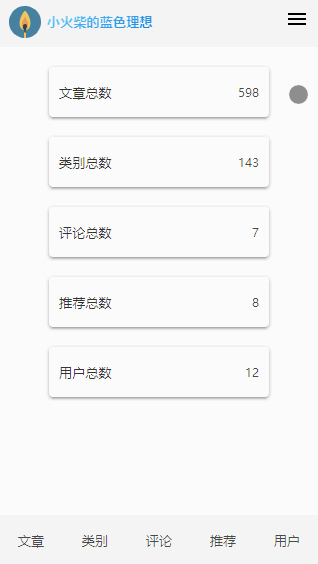 小火柴的蓝色理想
文章总数 598
类别总数 143
评论总数 7
推荐总数 8
用户总数 12
文章 类别 评论 推荐 用户